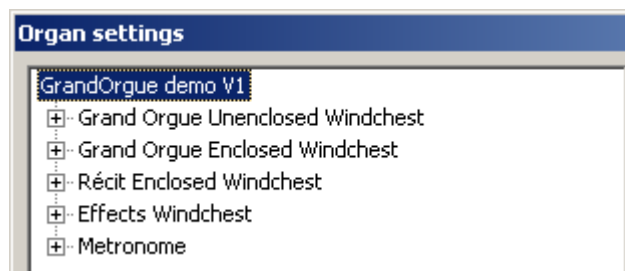 Organ settings
GrandOrgue demo V1
Grand Orgue Unenclosed Windchest
Grand Orgue Enclosed Windchest
Récit Enclosed Windchest
Effects Windchest
Metronome